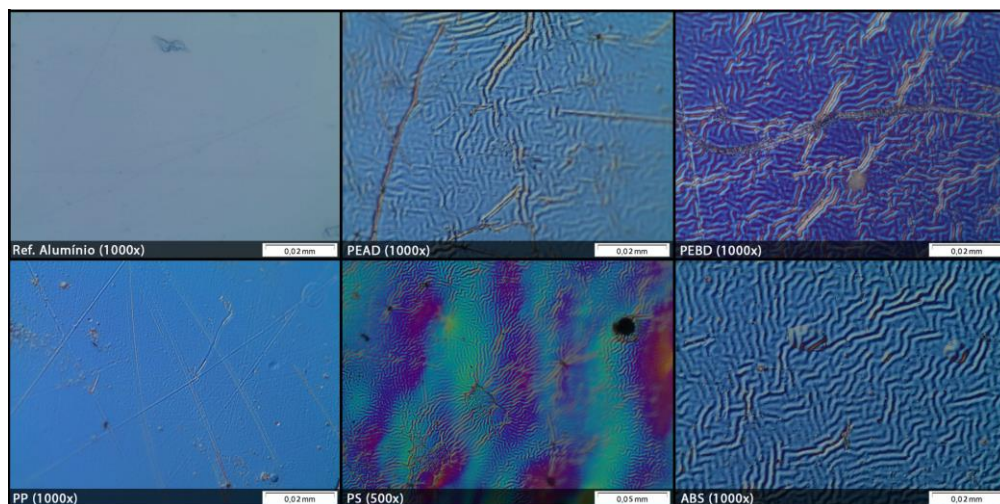 Ref. Alumínio (1000x)
0,02 mm
PEAD (1000x)
0,02 mm
PEBD (1000x)
0,02 mm
PP (1000x)
0,02 mm
PS (500x)
0,05 mm
ABS (1000x)
0,02 mm